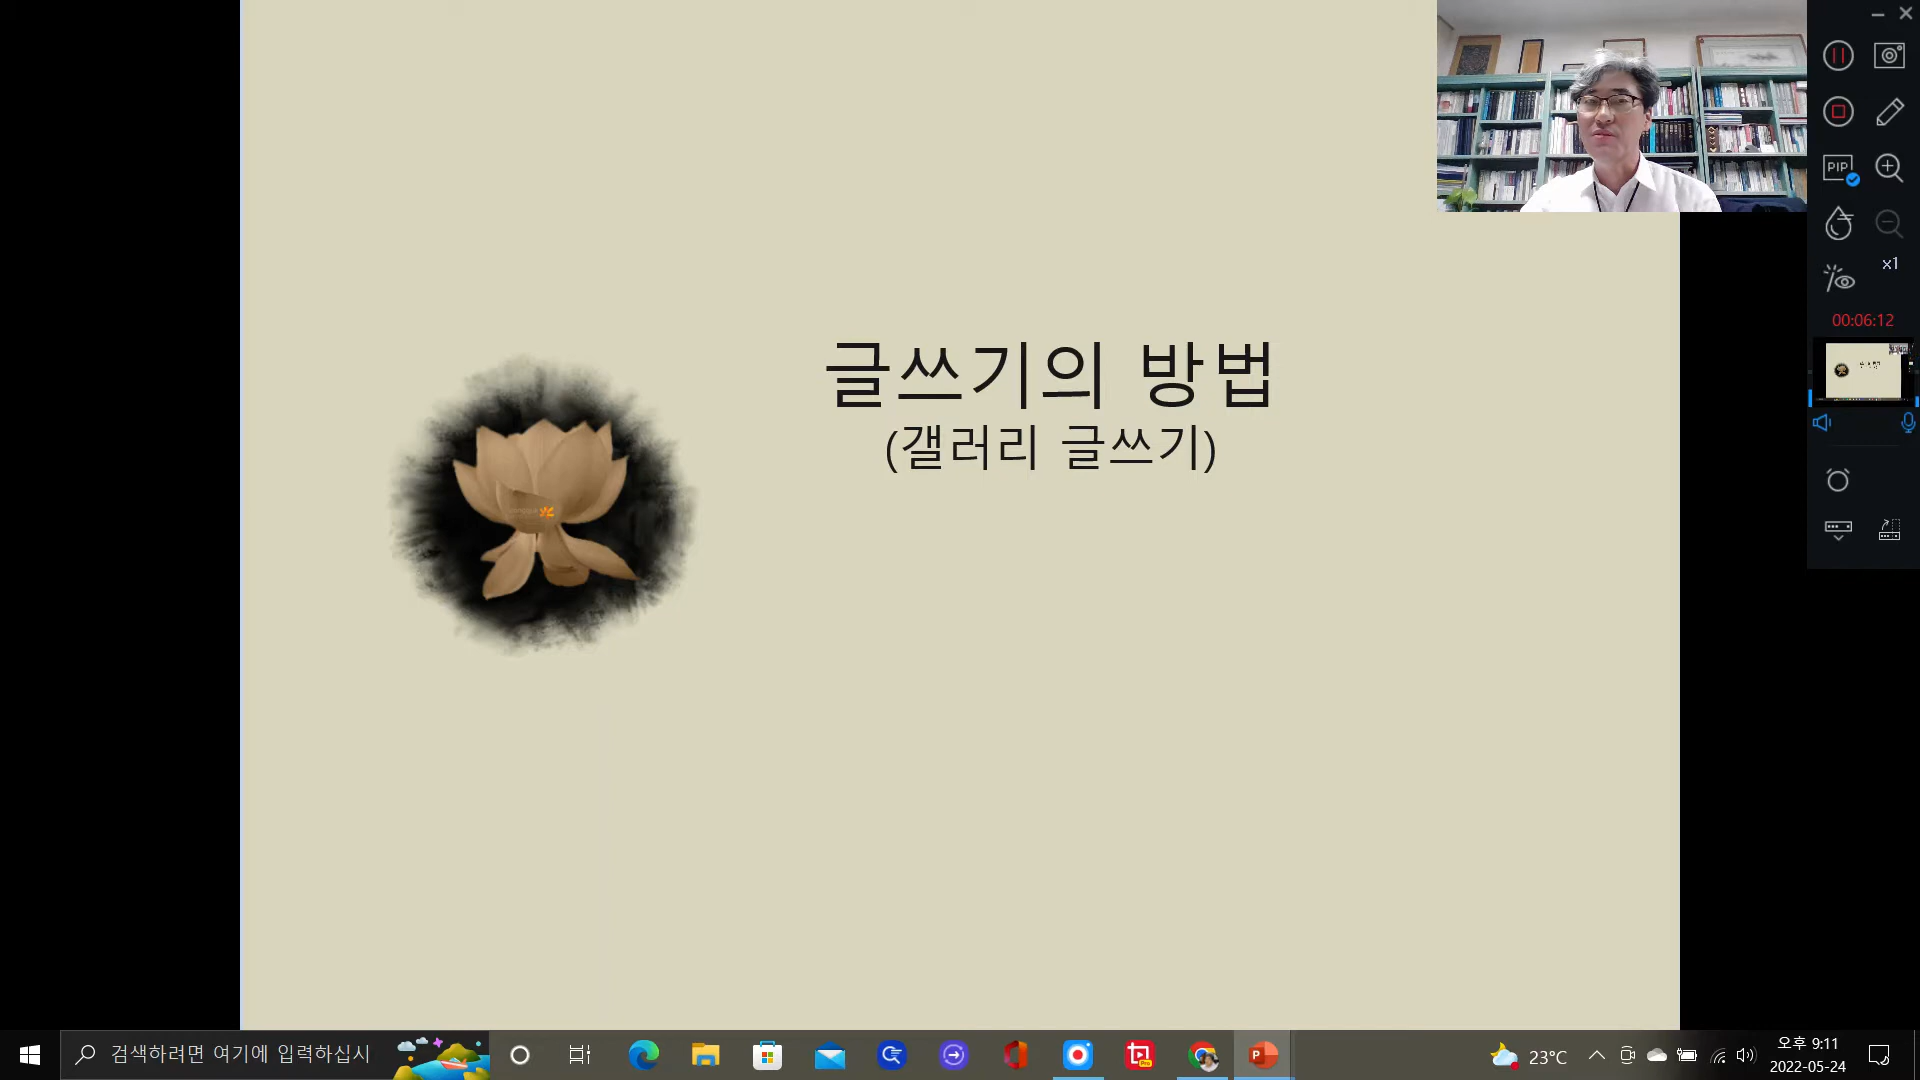 글쓰기의 방법
(갤러리 글쓰기)
PIP
x1
00:06:12
검색하려면 여기에 입력하십시
23°C
오후 9:11
2022-05-24